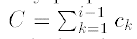 C = \sum_{k=1}^{i-1} c_k